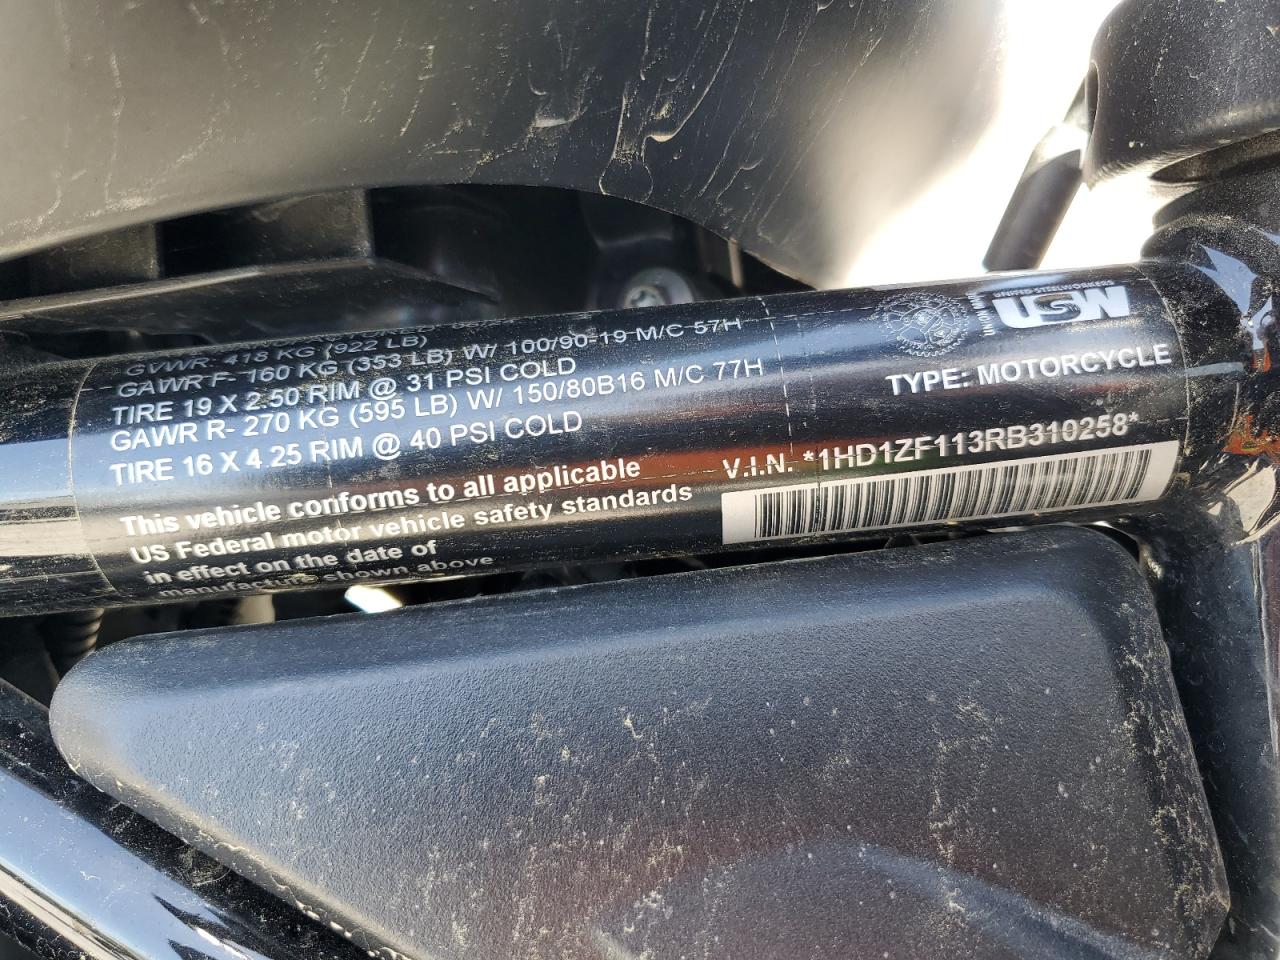 GVWR- 418 KG (922 LB)
GAWR F- 160 KG (353 LB) W/ 100/90-19 M/C 57H
TIRE 19 X 2.50 RIM @ 31 PSI COLD
GAWR R- 270 KG (595 LB) W/ 150/80B16 M/C 77H
TIRE 16 X 4.25 RIM @ 40 PSI COLD
This vehicle conforms to all applicable
US Federal motor vehicle safety standards
in effect on the date of
manufacture shown above
UNITED STEELWORKERS
USW
TYPE: MOTORCYCLE
V.I.N. *1HD1ZF113RB310258*